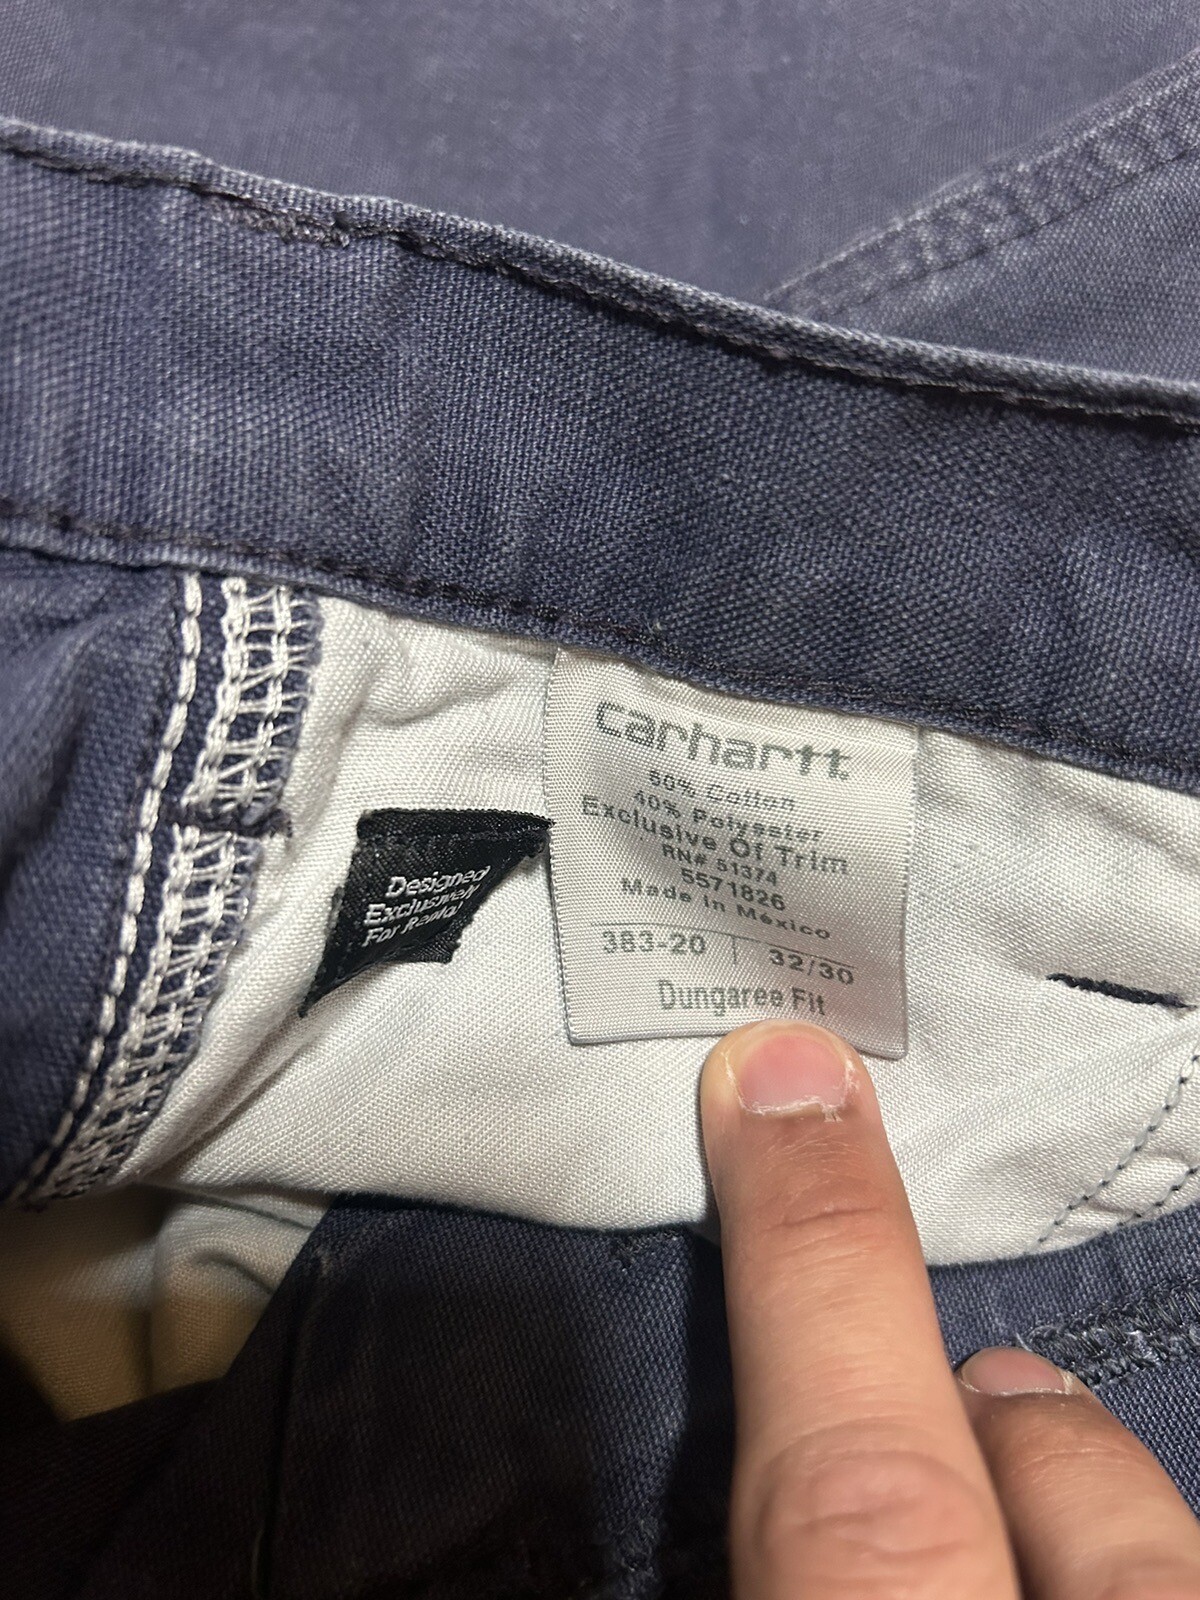 carhartt
60% Cotton
40% Polyester
Exclusive Of Trim
RN# 51374
5571826
Made In México
383-20 | 32/30
Dungaree Fit
Designed
Exclusively
For Rental